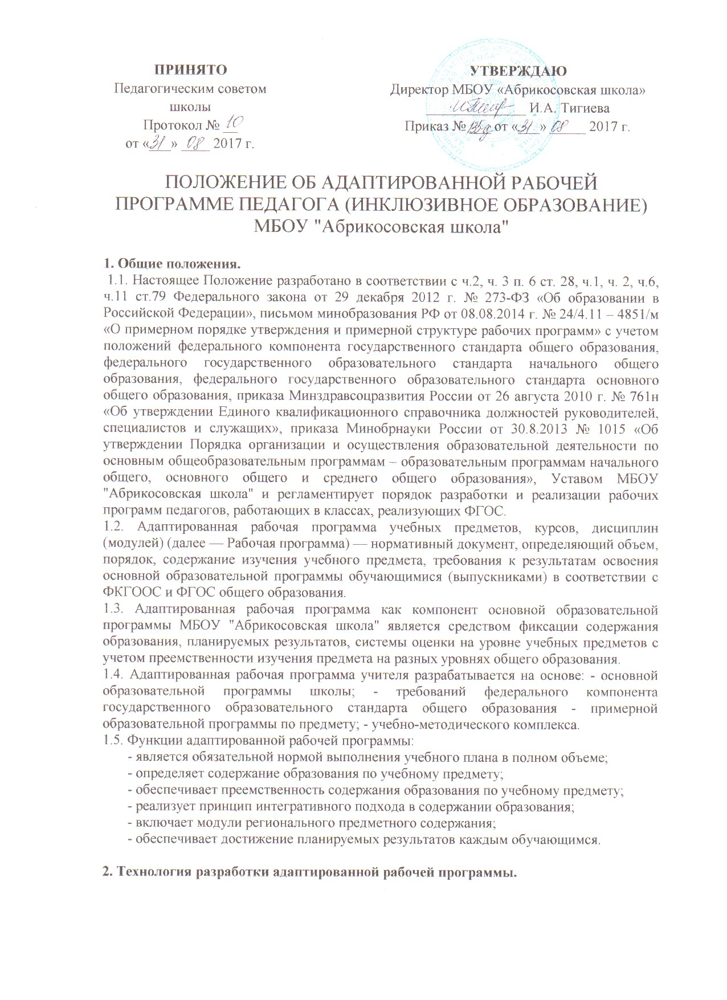 ПРИНЯТО
Педагогическим советом
школы
Протокол № 10
от «31» 08 2017 г.
УТВЕРЖДАЮ
Директор МБОУ «Абрикосовская школа»
И.А. Тигиева
Приказ № от «31» 08 2017 г.
ПОЛОЖЕНИЕ ОБ АДАПТИРОВАННОЙ РАБОЧЕЙ
ПРОГРАММЕ ПЕДАГОГА (ИНКЛЮЗИВНОЕ ОБРАЗОВАНИЕ)
МБОУ "Абрикосовская школа"
1. Общие положения.
1.1. Настоящее Положение разработано в соответствии с ч.2, ч. 3 п. 6 ст. 28, ч.1, ч. 2, ч.6,
ч.11 ст.79 Федерального закона от 29 декабря 2012 г. № 273-ФЗ «Об образовании в
Российской Федерации», письмом минобразования РФ от 08.08.2014 г. № 24/4.11 – 4851/м
«О примерном порядке утверждения и примерной структуре рабочих программ» с учетом
положений федерального компонента государственного стандарта общего образования,
федерального государственного образовательного стандарта начального общего
образования, федерального государственного образовательного стандарта основного
общего образования, приказа Минздравсоцразвития России от 26 августа 2010 г. № 761н
«Об утверждении Единого квалификационного справочника должностей руководителей,
специалистов и служащих», приказа Минобрнауки России от 30.8.2013 № 1015 «Об
утверждении Порядка организации и осуществления образовательной деятельности по
основным общеобразовательным программам – образовательным программам начального
общего, основного общего и среднего общего образования», Уставом МБОУ
"Абрикосовская школа" и регламентирует порядок разработки и реализации рабочих
программ педагогов, работающих в классах, реализующих ФГОС.
1.2. Адаптированная рабочая программа учебных предметов, курсов, дисциплин
(модулей) (далее — Рабочая программа) — нормативный документ, определяющий объем,
порядок, содержание изучения учебного предмета, требования к результатам освоения
основной образовательной программы обучающимися (выпускниками) в соответствии с
ФКГООС и ФГОС общего образования.
1.3. Адаптированная рабочая программа как компонент основной образовательной
программы МБОУ "Абрикосовская школа" является средством фиксации содержания
образования, планируемых результатов, системы оценки на уровне учебных предметов с
учетом преемственности изучения предмета на разных уровнях общего образования.
1.4. Адаптированная рабочая программа учителя разрабатывается на основе: - основной
образовательной программы школы; - требований федерального компонента
государственного образовательного стандарта общего образования - примерной
образовательной программы по предмету; - учебно-методического комплекса.
1.5. Функции адаптированной рабочей программы:
- является обязательной нормой выполнения учебного плана в полном объеме;
- определяет содержание образования по учебному предмету;
- обеспечивает преемственность содержания образования по учебному предмету;
- реализует принцип интегративного подхода в содержании образования;
- включает модули регионального предметного содержания;
- обеспечивает достижение планируемых результатов каждым обучающимся.
2. Технология разработки адаптированной рабочей программы.